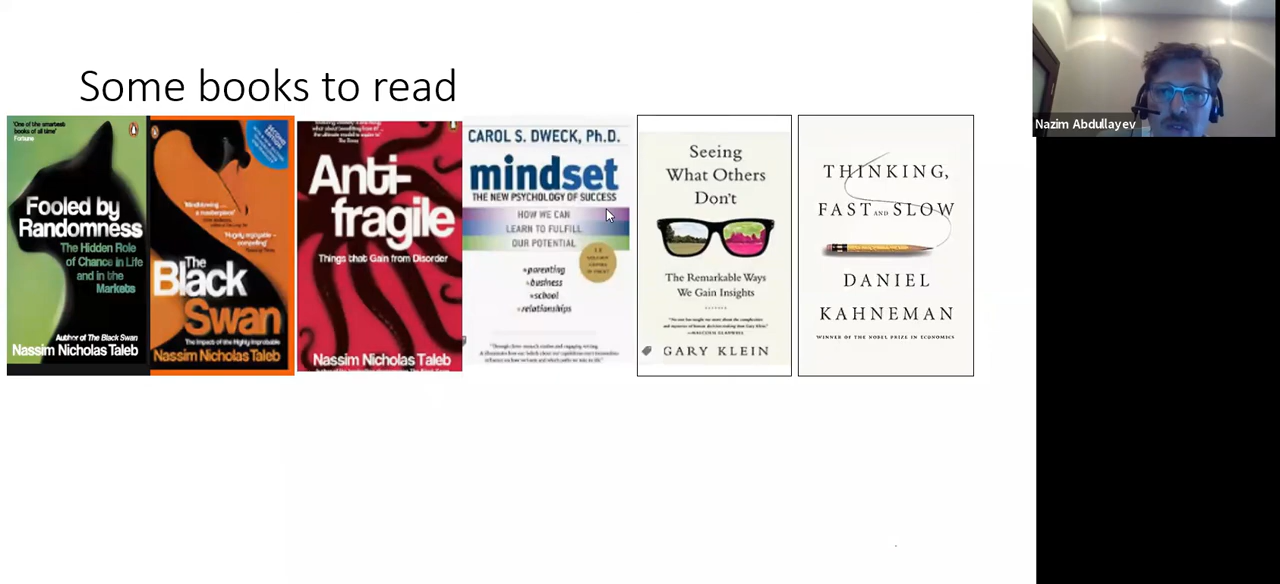 Some books to read
'One of the smartest
books of all time'
Fortune
Fooled by
Randomness
The Hidden Role
of Chance in Life
and in the
Markets
Author of The Black Swan
Nassim Nicholas Taleb
The
Black
Swan
The Impact of the Highly Improbable
Nassim Nicholas Taleb
Anti-
fragile
Things that Gain from Disorder
Nassim Nicholas Taleb
CAROL S. DWECK, Ph.D.
mindset
THE NEW PSYCHOLOGY OF SUCCESS
HOW WE CAN
LEARN TO FULFILL
OUR POTENTIAL
*parenting
*business
*school
*relationships
Seeing
What Others
Don't
The Remarkable Ways
We Gain Insights
GARY KLEIN
THINKING,
FAST AND SLOW
DANIEL
KAHNEMAN
WINNER OF THE NOBEL PRIZE IN ECONOMICS
Nazim Abdullayev